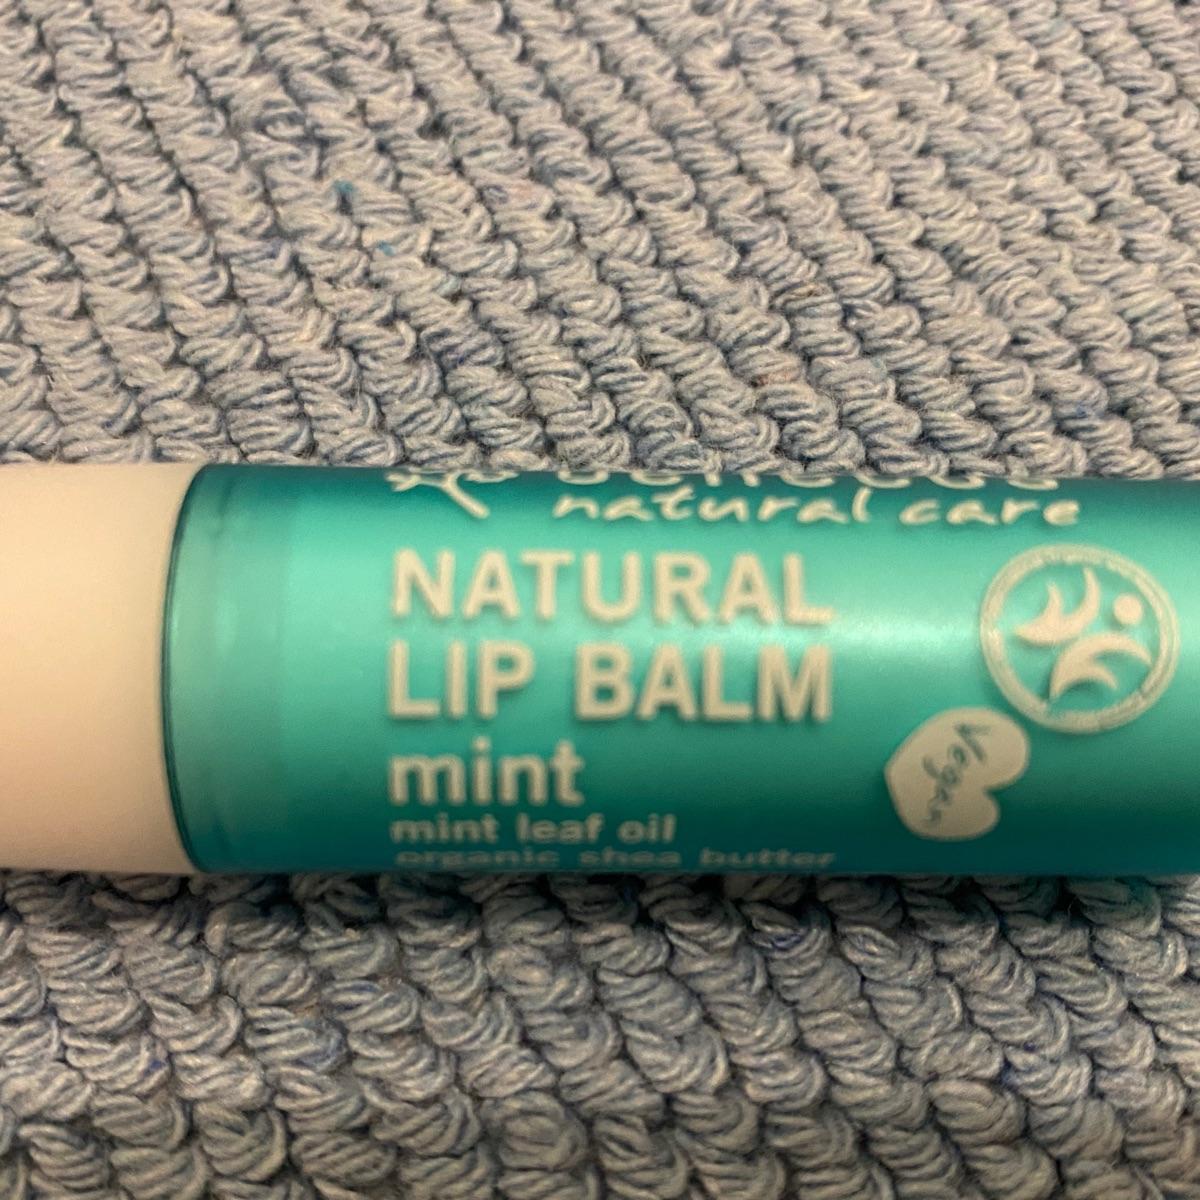 natural care
NATURAL
LIP BALM
mint
Vegan
mint leaf oil
organic shea butter